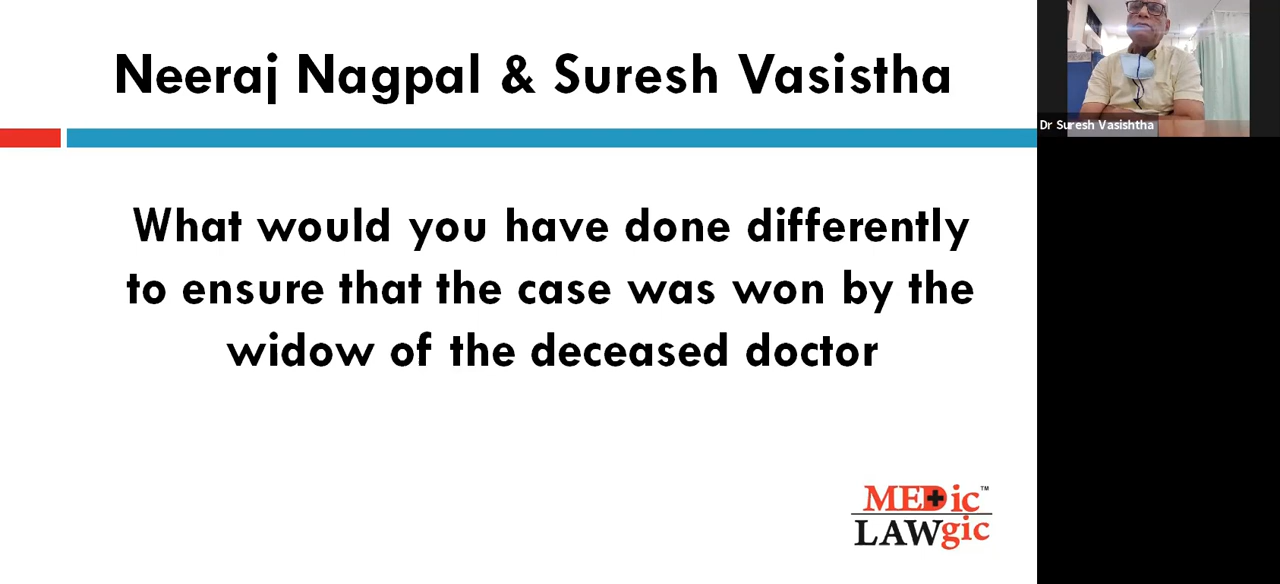 Neeraj Nagpal & Suresh Vasistha
Dr Suresh Vasishtha
What would you have done differently
to ensure that the case was won by the
widow of the deceased doctor
MEDic™
LAWgic